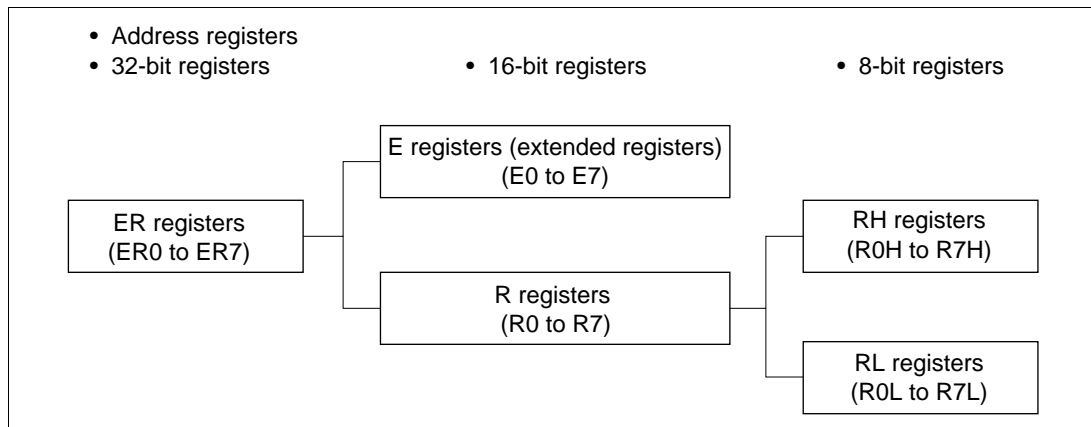 • Address registers
• 32-bit registers
• 16-bit registers
• 8-bit registers
E registers (extended registers)
(E0 to E7)
ER registers
(ER0 to ER7)
RH registers
(R0H to R7H)
R registers
(R0 to R7)
RL registers
(R0L to R7L)